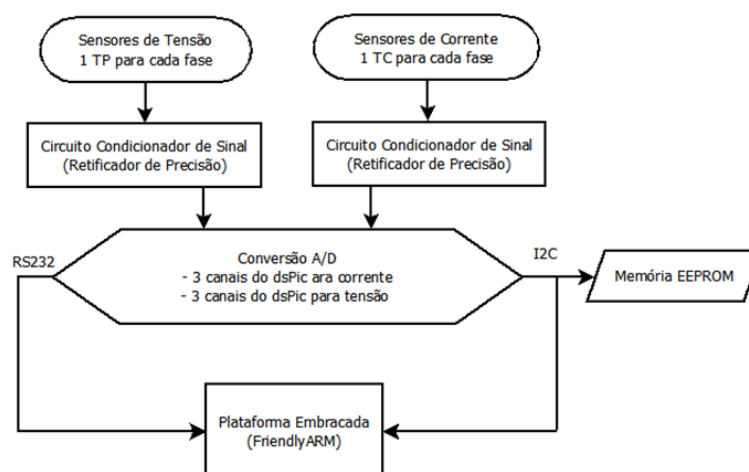 Sensores de Tensão
1 TP para cada fase
Sensores de Corrente
1 TC para cada fase
Circuito Condicionador de Sinal
(Retificador de Precisão)
Circuito Condicionador de Sinal
(Retificador de Precisão)
RS232
Conversão A/D
- 3 canais do dsPic ara corrente
- 3 canais do dsPic para tensão
I2C
Memória EEPROM
Plataforma Embracada
(FriendlyARM)